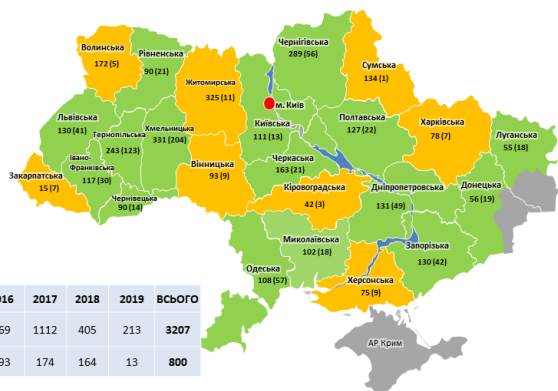 Волинська
172 (5)
Рівненська
90 (21)
Житомирська
325 (11)
Чернігівська
289 (56)
Сумська
134 (1)
м. Київ
Київська
111 (13)
Львівська
130 (41)
Тернопільська
243 (123)
Хмельницька
331 (204)
Івано-
Франківська
117 (30)
Закарпатська
15 (7)
Чернівецька
90 (14)
Вінницька
93 (9)
Черкаська
163 (21)
Полтавська
127 (22)
Харківська
78 (7)
Луганська
55 (18)
Кіровоградська
42 (3)
Дніпропетровська
131 (49)
Донецька
56 (19)
Миколаївська
102 (18)
Запорізька
130 (42)
Одеська
108 (57)
Херсонська
75 (9)
АР Крим
016 2017 2018 2019 ВСЬОГО
69 1112 405 213 3207
93 174 164 13 800